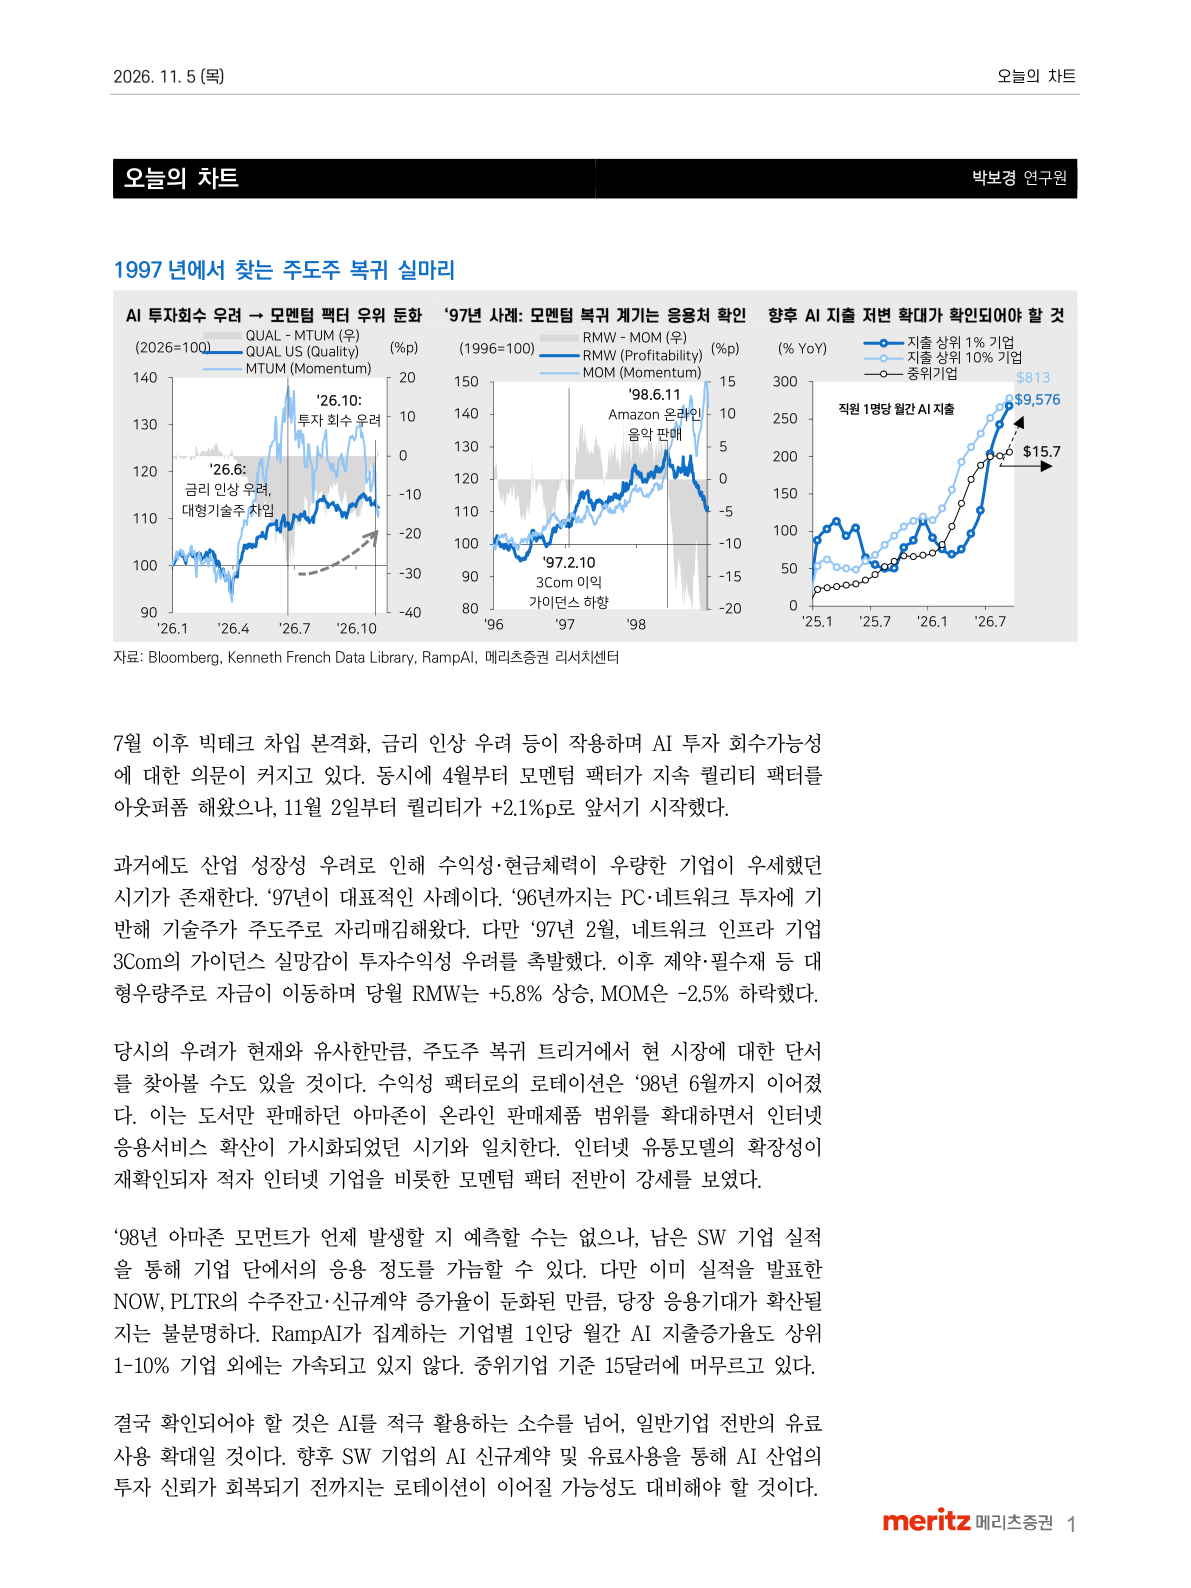 2026. 11. 5 (목)
오늘의 차트
오늘의 차트
박보경 연구원
1997년에서 찾는 주도주 복귀 실마리
AI 투자회수 우려 → 모멘텀 팩터 우위 둔화
QUAL - MTUM (우)
(2026=100)
QUAL US (Quality)
(%p)
MTUM (Momentum)
140
130
120
110
100
90
20
10
0
-10
-20
-30
-40
'26.10:
투자 회수 우려
'26.6:
금리 인상 우려,
대형기술주 차입
'26.1
'26.4
'26.7
'26.10
‘97년 사례: 모멘텀 복귀 계기는 응용처 확인
RMW - MOM (우)
(1996=100)
RMW (Profitability)
(%p)
MOM (Momentum)
150
140
130
120
110
100
90
80
15
10
5
0
-5
-10
-15
-20
'98.6.11
Amazon 온라인
음악 판매
'97.2.10
3Com 이익
가이던스 하향
'96
'97
'98
향후 AI 지출 저변 확대가 확인되어야 할 것
(% YoY)
지출 상위 1% 기업
지출 상위 10% 기업
중위기업
300
250
200
150
100
50
0
직원 1명당 월간 AI 지출
$813
$9,576
$15.7
'25.1
'25.7
'26.1
'26.7
자료: Bloomberg, Kenneth French Data Library, RampAI, 메리츠증권 리서치센터
7월 이후 빅테크 차입 본격화, 금리 인상 우려 등이 작용하며 AI 투자 회수가능성
에 대한 의문이 커지고 있다. 동시에 4월부터 모멘텀 팩터가 지속 퀄리티 팩터를
아웃퍼폼 해왔으나, 11월 2일부터 퀄리티가 +2.1%p로 앞서기 시작했다.
과거에도 산업 성장성 우려로 인해 수익성·현금체력이 우량한 기업이 우세했던
시기가 존재한다. ‘97년이 대표적인 사례이다. ‘96년까지는 PC·네트워크 투자에 기
반해 기술주가 주도주로 자리매김해왔다. 다만 ‘97년 2월, 네트워크 인프라 기업
3Com의 가이던스 실망감이 투자수익성 우려를 촉발했다. 이후 제약·필수재 등 대
형우량주로 자금이 이동하며 당월 RMW는 +5.8% 상승, MOM은 -2.5% 하락했다.
당시의 우려가 현재와 유사한만큼, 주도주 복귀 트리거에서 현 시장에 대한 단서
를 찾아볼 수도 있을 것이다. 수익성 팩터로의 로테이션은 ‘98년 6월까지 이어졌
다. 이는 도서만 판매하던 아마존이 온라인 판매제품 범위를 확대하면서 인터넷
응용서비스 확산이 가시화되었던 시기와 일치한다. 인터넷 유통모델의 확장성이
재확인되자 적자 인터넷 기업을 비롯한 모멘텀 팩터 전반이 강세를 보였다.
‘98년 아마존 모먼트가 언제 발생할 지 예측할 수는 없으나, 남은 SW 기업 실적
을 통해 기업 단에서의 응용 정도를 가늠할 수 있다. 다만 이미 실적을 발표한
NOW, PLTR의 수주잔고·신규계약 증가율이 둔화된 만큼, 당장 응용기대가 확산될
지는 불분명하다. RampAI가 집계하는 기업별 1인당 월간 AI 지출증가율도 상위
1-10% 기업 외에는 가속되고 있지 않다. 중위기업 기준 15달러에 머무르고 있다.
결국 확인되어야 할 것은 AI를 적극 활용하는 소수를 넘어, 일반기업 전반의 유료
사용 확대일 것이다. 향후 SW 기업의 AI 신규계약 및 유료사용을 통해 AI 산업의
투자 신뢰가 회복되기 전까지는 로테이션이 이어질 가능성도 대비해야 할 것이다.
meritz 메리츠증권 1